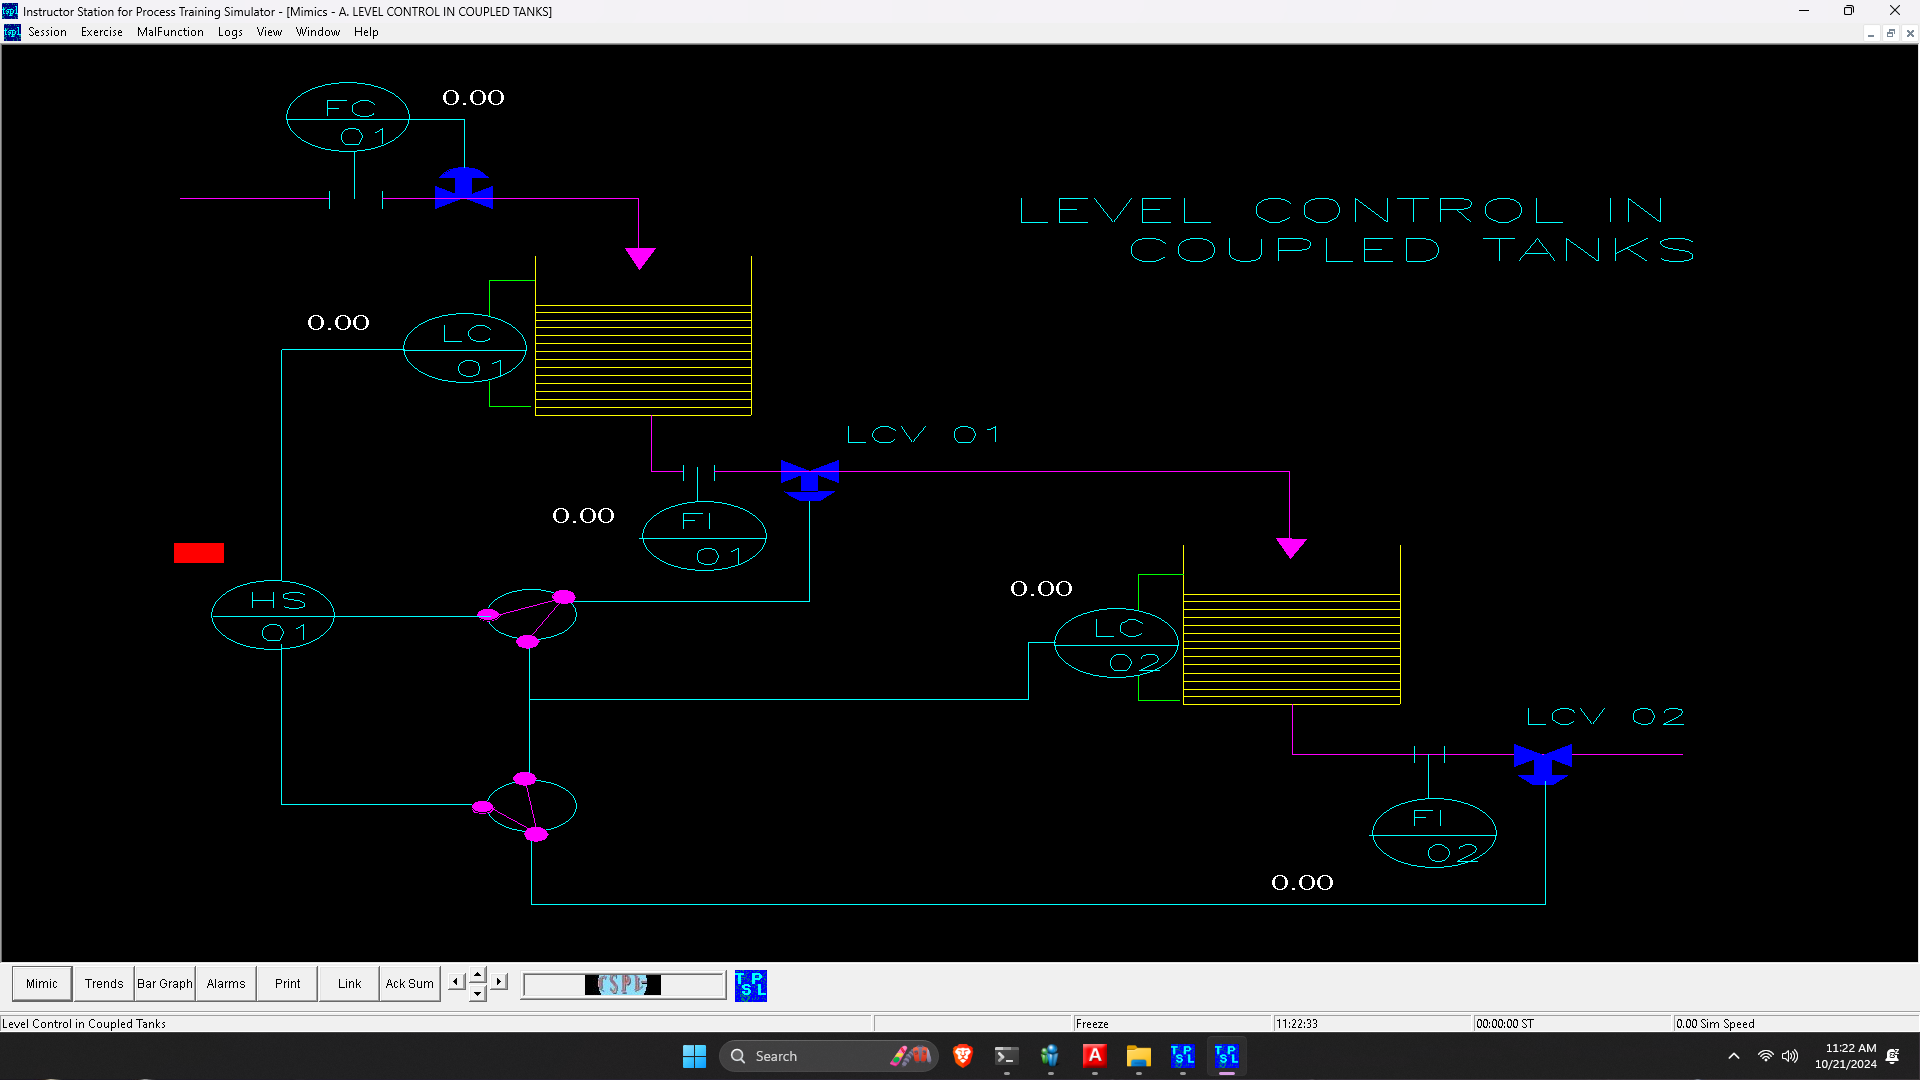 Instructor Station for Process Training Simulator - [Mimics - A. LEVEL CONTROL IN COUPLED TANKS]
Session Exercise MalFunction Logs View Window Help
FC 01
0.00
LEVEL CONTROL IN
COUPLED TANKS
0.00
LC 01
LCV 01
0.00
FI 01
0.00
HS 01
LC 02
LCV 02
FI 02
0.00
Mimic Trends Bar Graph Alarms Print Link Ack Sum TSPL TPSL
Level Control in Coupled Tanks Freeze 11:22:33 00:00:00 ST 0.00 Sim Speed
Search
11:22 AM
10/21/2024